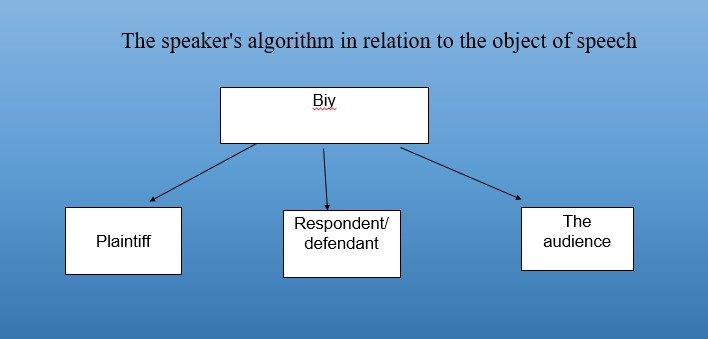 The speaker's algorithm in relation to the object of speech
Biy
Plaintiff
Respondent/
defendant
The
audience